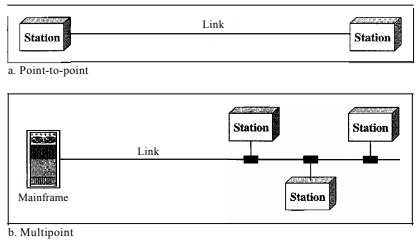 Link
Station Station
a. Point-to-point
Station Station
Link
Mainframe Station
b. Multipoint